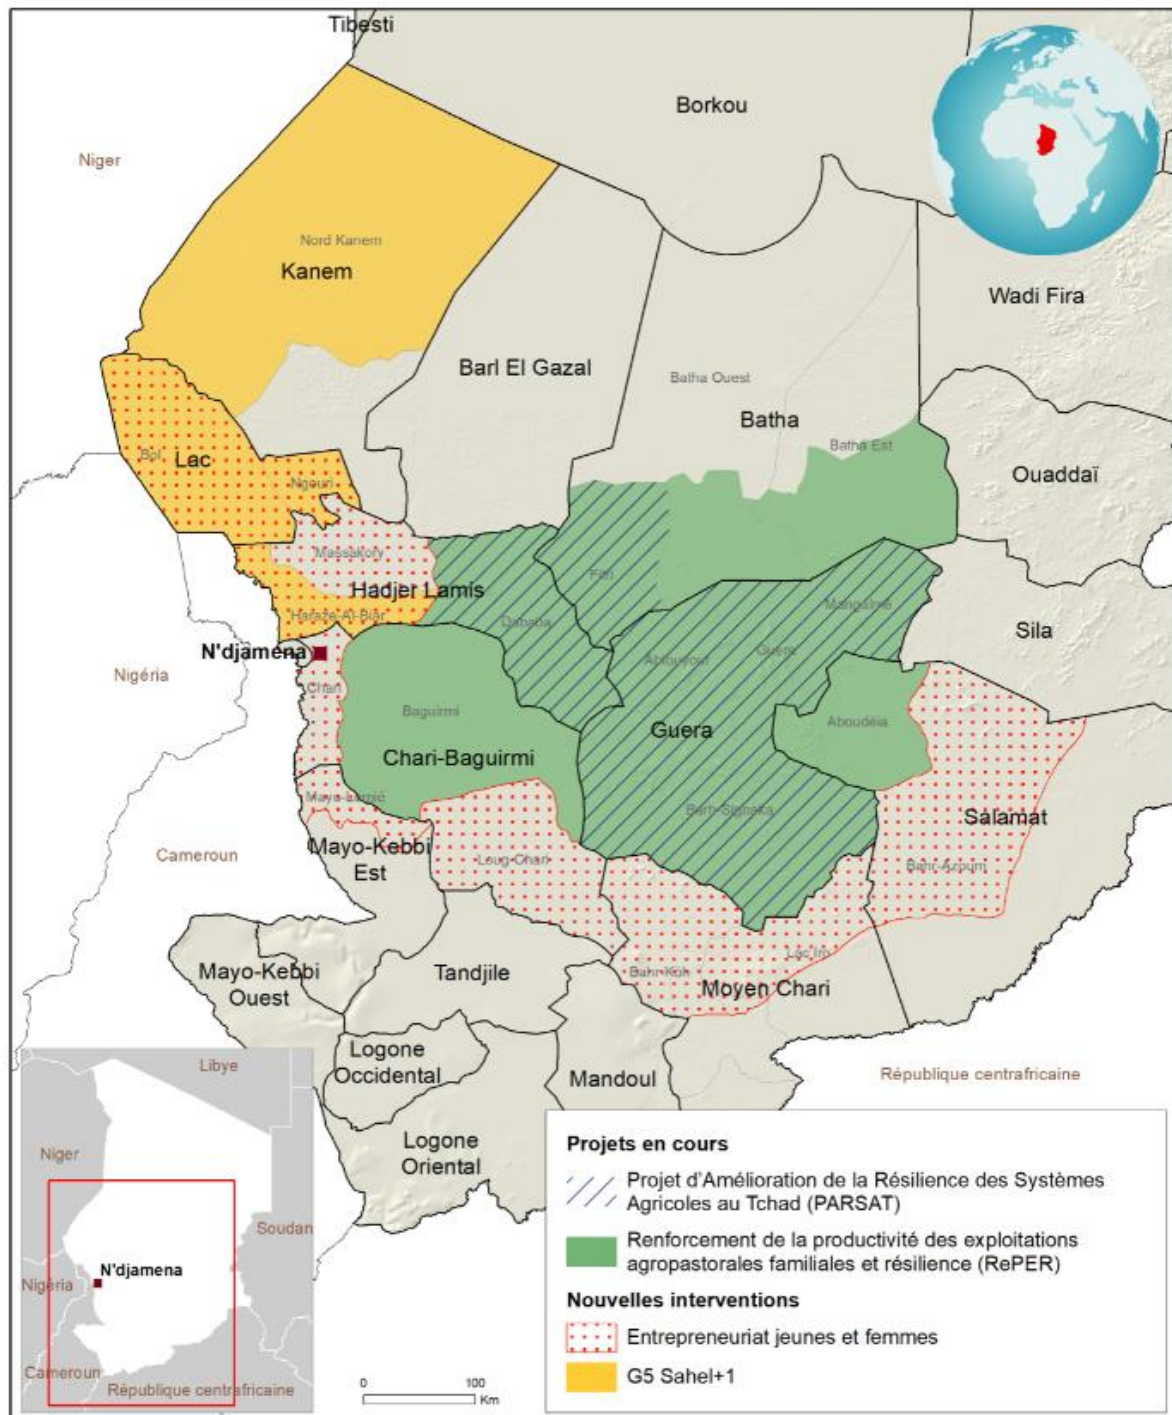 Tibesti
Borkou
Niger
Nord Kanem
Kanem
Wadi Fira
Barl El Gazal
Batha Ouest
Batha
Batha Est
Ouaddaï
Bol
Lac
Ngouri
Massakory
Hadjer Lamis
Fitri
Mangalmé
Haraze-Al-Biar
Dababa
Sila
N'djamena
Abtouyour
Guera
Nigéria
Chari
Baguirmi
Guera
Aboudéia
Chari-Baguirmi
Mayo-Lemié
Barh-Signaka
Salamat
Cameroun
Mayo-Kebbi
Est
Loug-Chari
Bahr-Azoum
Mayo-Kebbi
Ouest
Tandjile
Bahr-Koh
Lac Iro
Moyen Chari
Logone
Occidental
Mandoul
République centrafricaine
Logone
Oriental
Libye
Niger
Soudan
N'djamena
Nigéria
Cameroun
République centrafricaine
0 100
Km
Projets en cours
Projet d'Amélioration de la Résilience des Systèmes
Agricoles au Tchad (PARSAT)
Renforcement de la productivité des exploitations
agropastorales familiales et résilience (RePER)
Nouvelles interventions
Entrepreneuriat jeunes et femmes
G5 Sahel+1